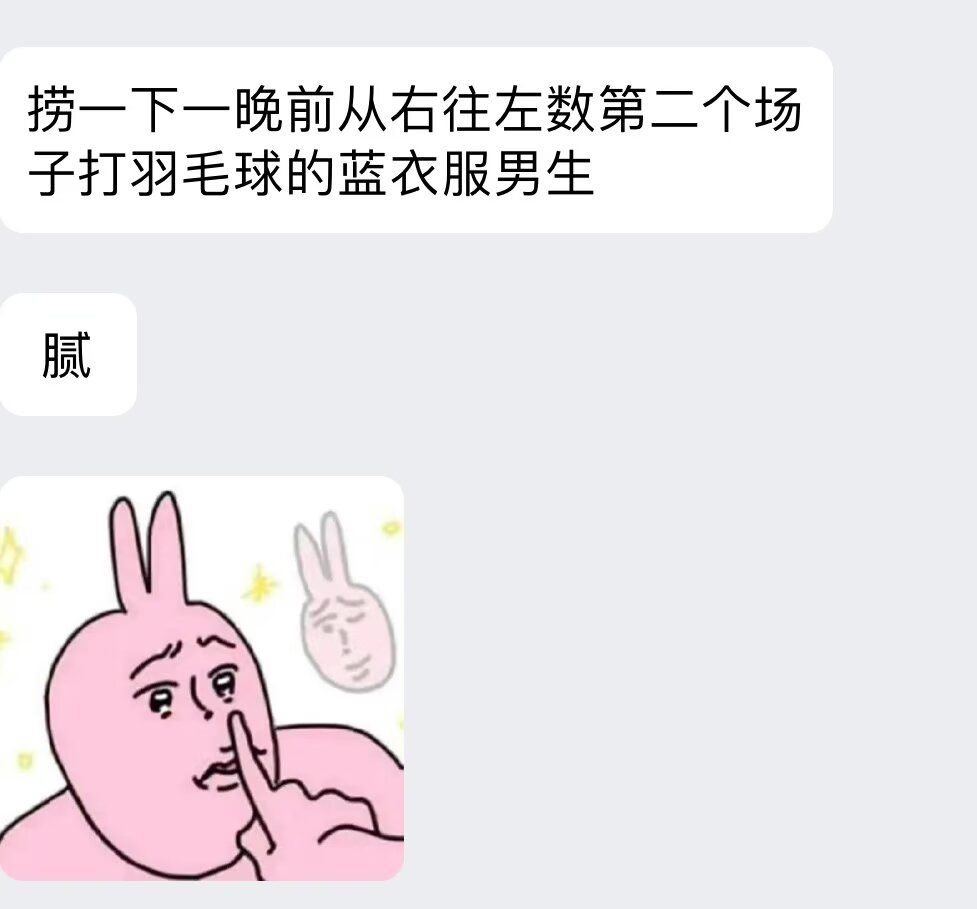 捞一下一晚前从右往左数第二个场
子打羽毛球的蓝衣服男生
腻